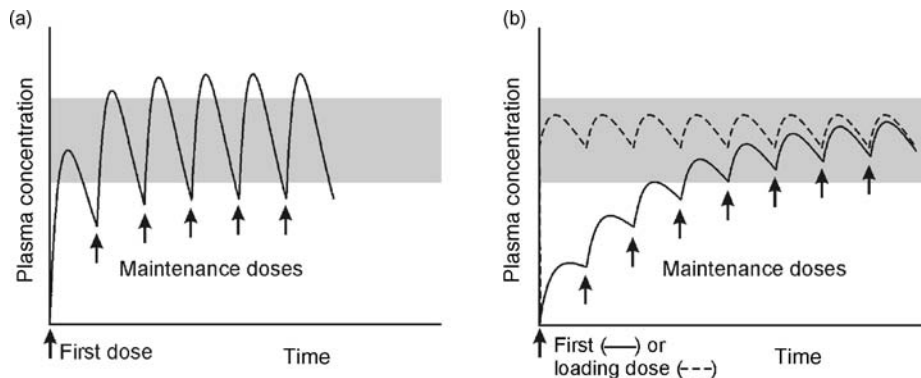 (a)
Plasma concentration
Maintenance doses
First dose
Time
(b)
Plasma concentration
Maintenance doses
First (—) or
loading dose (---)
Time